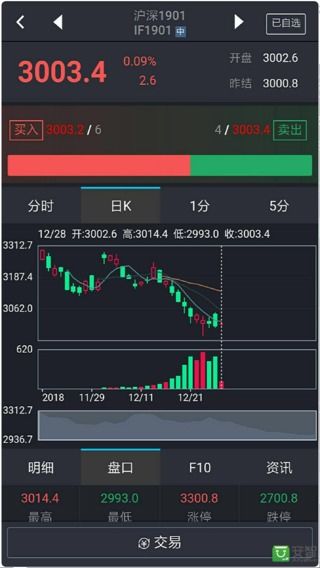 沪深1901
IF1901 中
已自选
3003.4
0.09%
2.6
开盘 3002.6
昨结 3000.8
买入 3003.2 / 6
4 / 3003.4 卖出
分时 日K 1分 5分
12/28 开:3002.6 高:3014.4 低:2993.0 收:3003.4
3312.7
3187.4
3062.0
620
2018 11/29 12/11 12/21
3312.7
2936.7
明细 盘口 F10 资讯
3014.4 2993.0 3300.8 2700.8
最高 最低 涨停 跌停
交易
安智